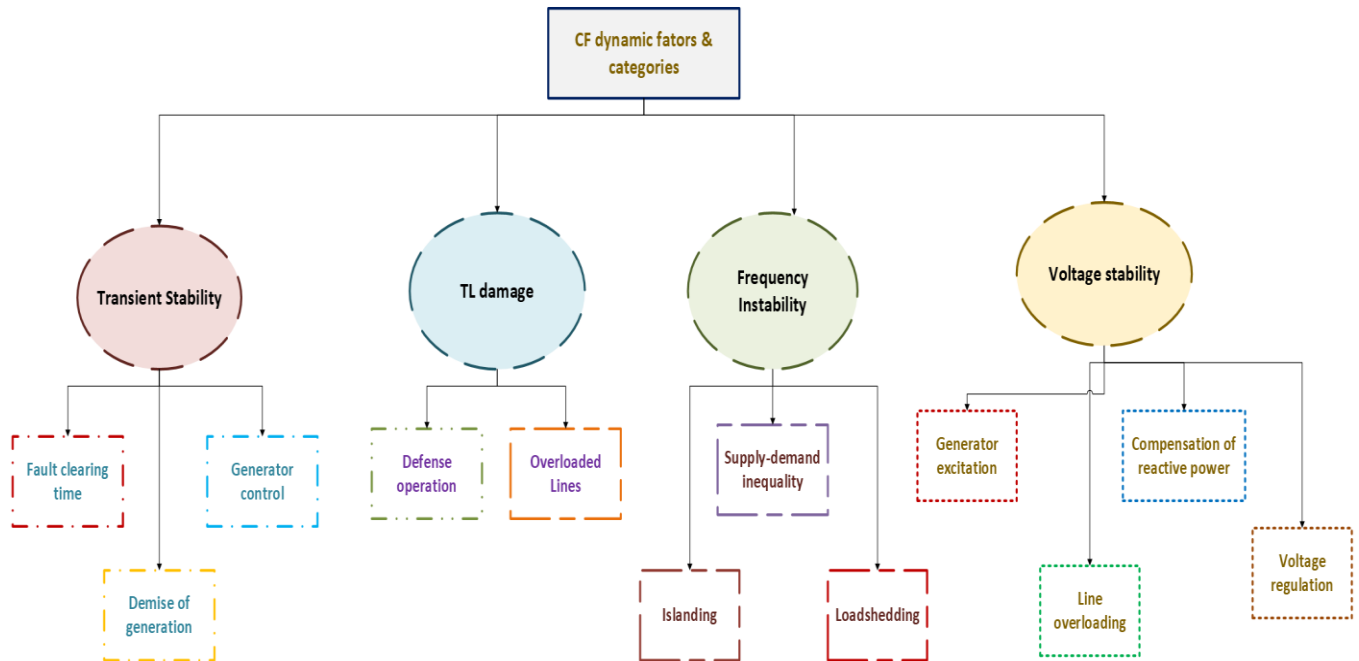 CF dynamic fators &
categories
Transient Stability
TL damage
Frequency
Instability
Voltage stability
Fault clearing
time
Generator
control
Demise of
generation
Defense
operation
Overloaded
Lines
Supply-demand
inequality
Islanding
Loadshedding
Generator
excitation
Compensation of
reactive power
Line
overloading
Voltage
regulation